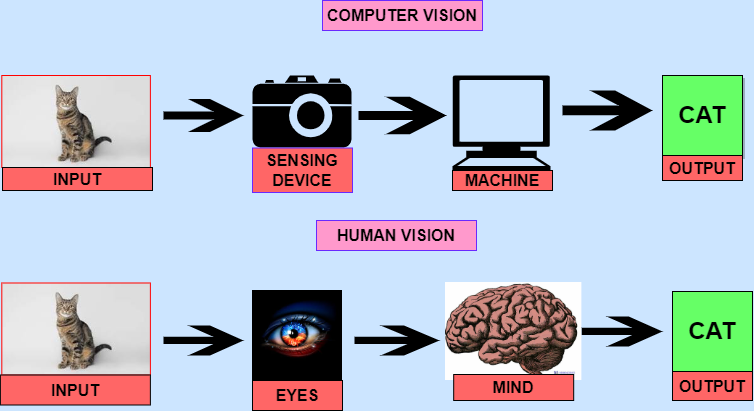 COMPUTER VISION
CAT
INPUT
SENSING
DEVICE
MACHINE
OUTPUT
HUMAN VISION
CAT
INPUT
EYES
MIND
OUTPUT